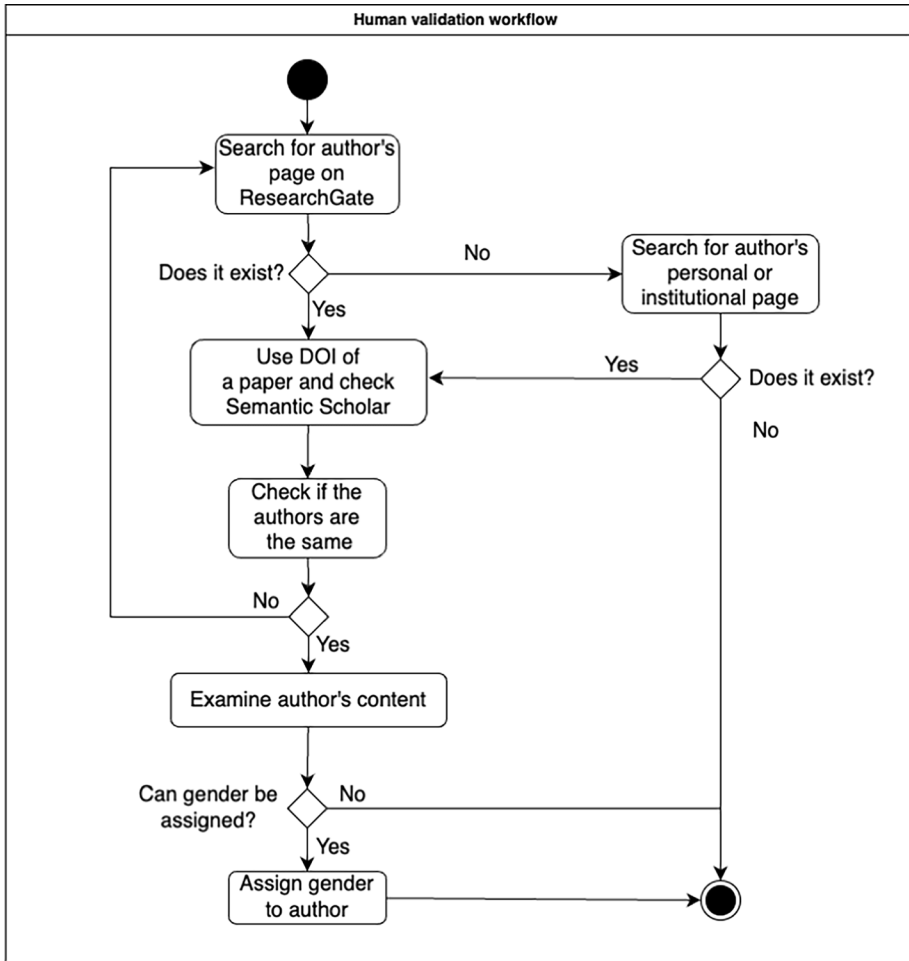 Human validation workflow
Search for author's
page on
ResearchGate
Does it exist?
No
Search for author's
personal or
institutional page
Yes
Use DOI of
a paper and check
Semantic Scholar
Yes
Does it exist?
No
Check if the
authors are
the same
No
Yes
Examine author's content
Can gender be
assigned?
No
Yes
Assign gender
to author